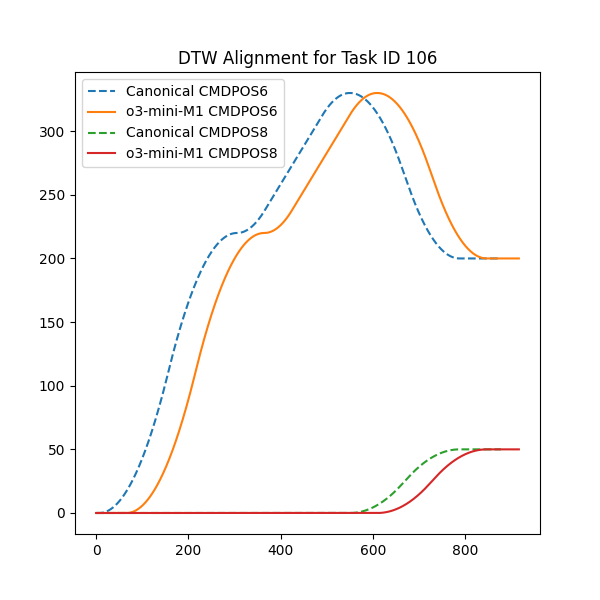 DTW Alignment for Task ID 106
Canonical CMDPOS6
o3-mini-M1 CMDPOS6
Canonical CMDPOS8
o3-mini-M1 CMDPOS8
300
250
200
150
100
50
0
0 200 400 600 800